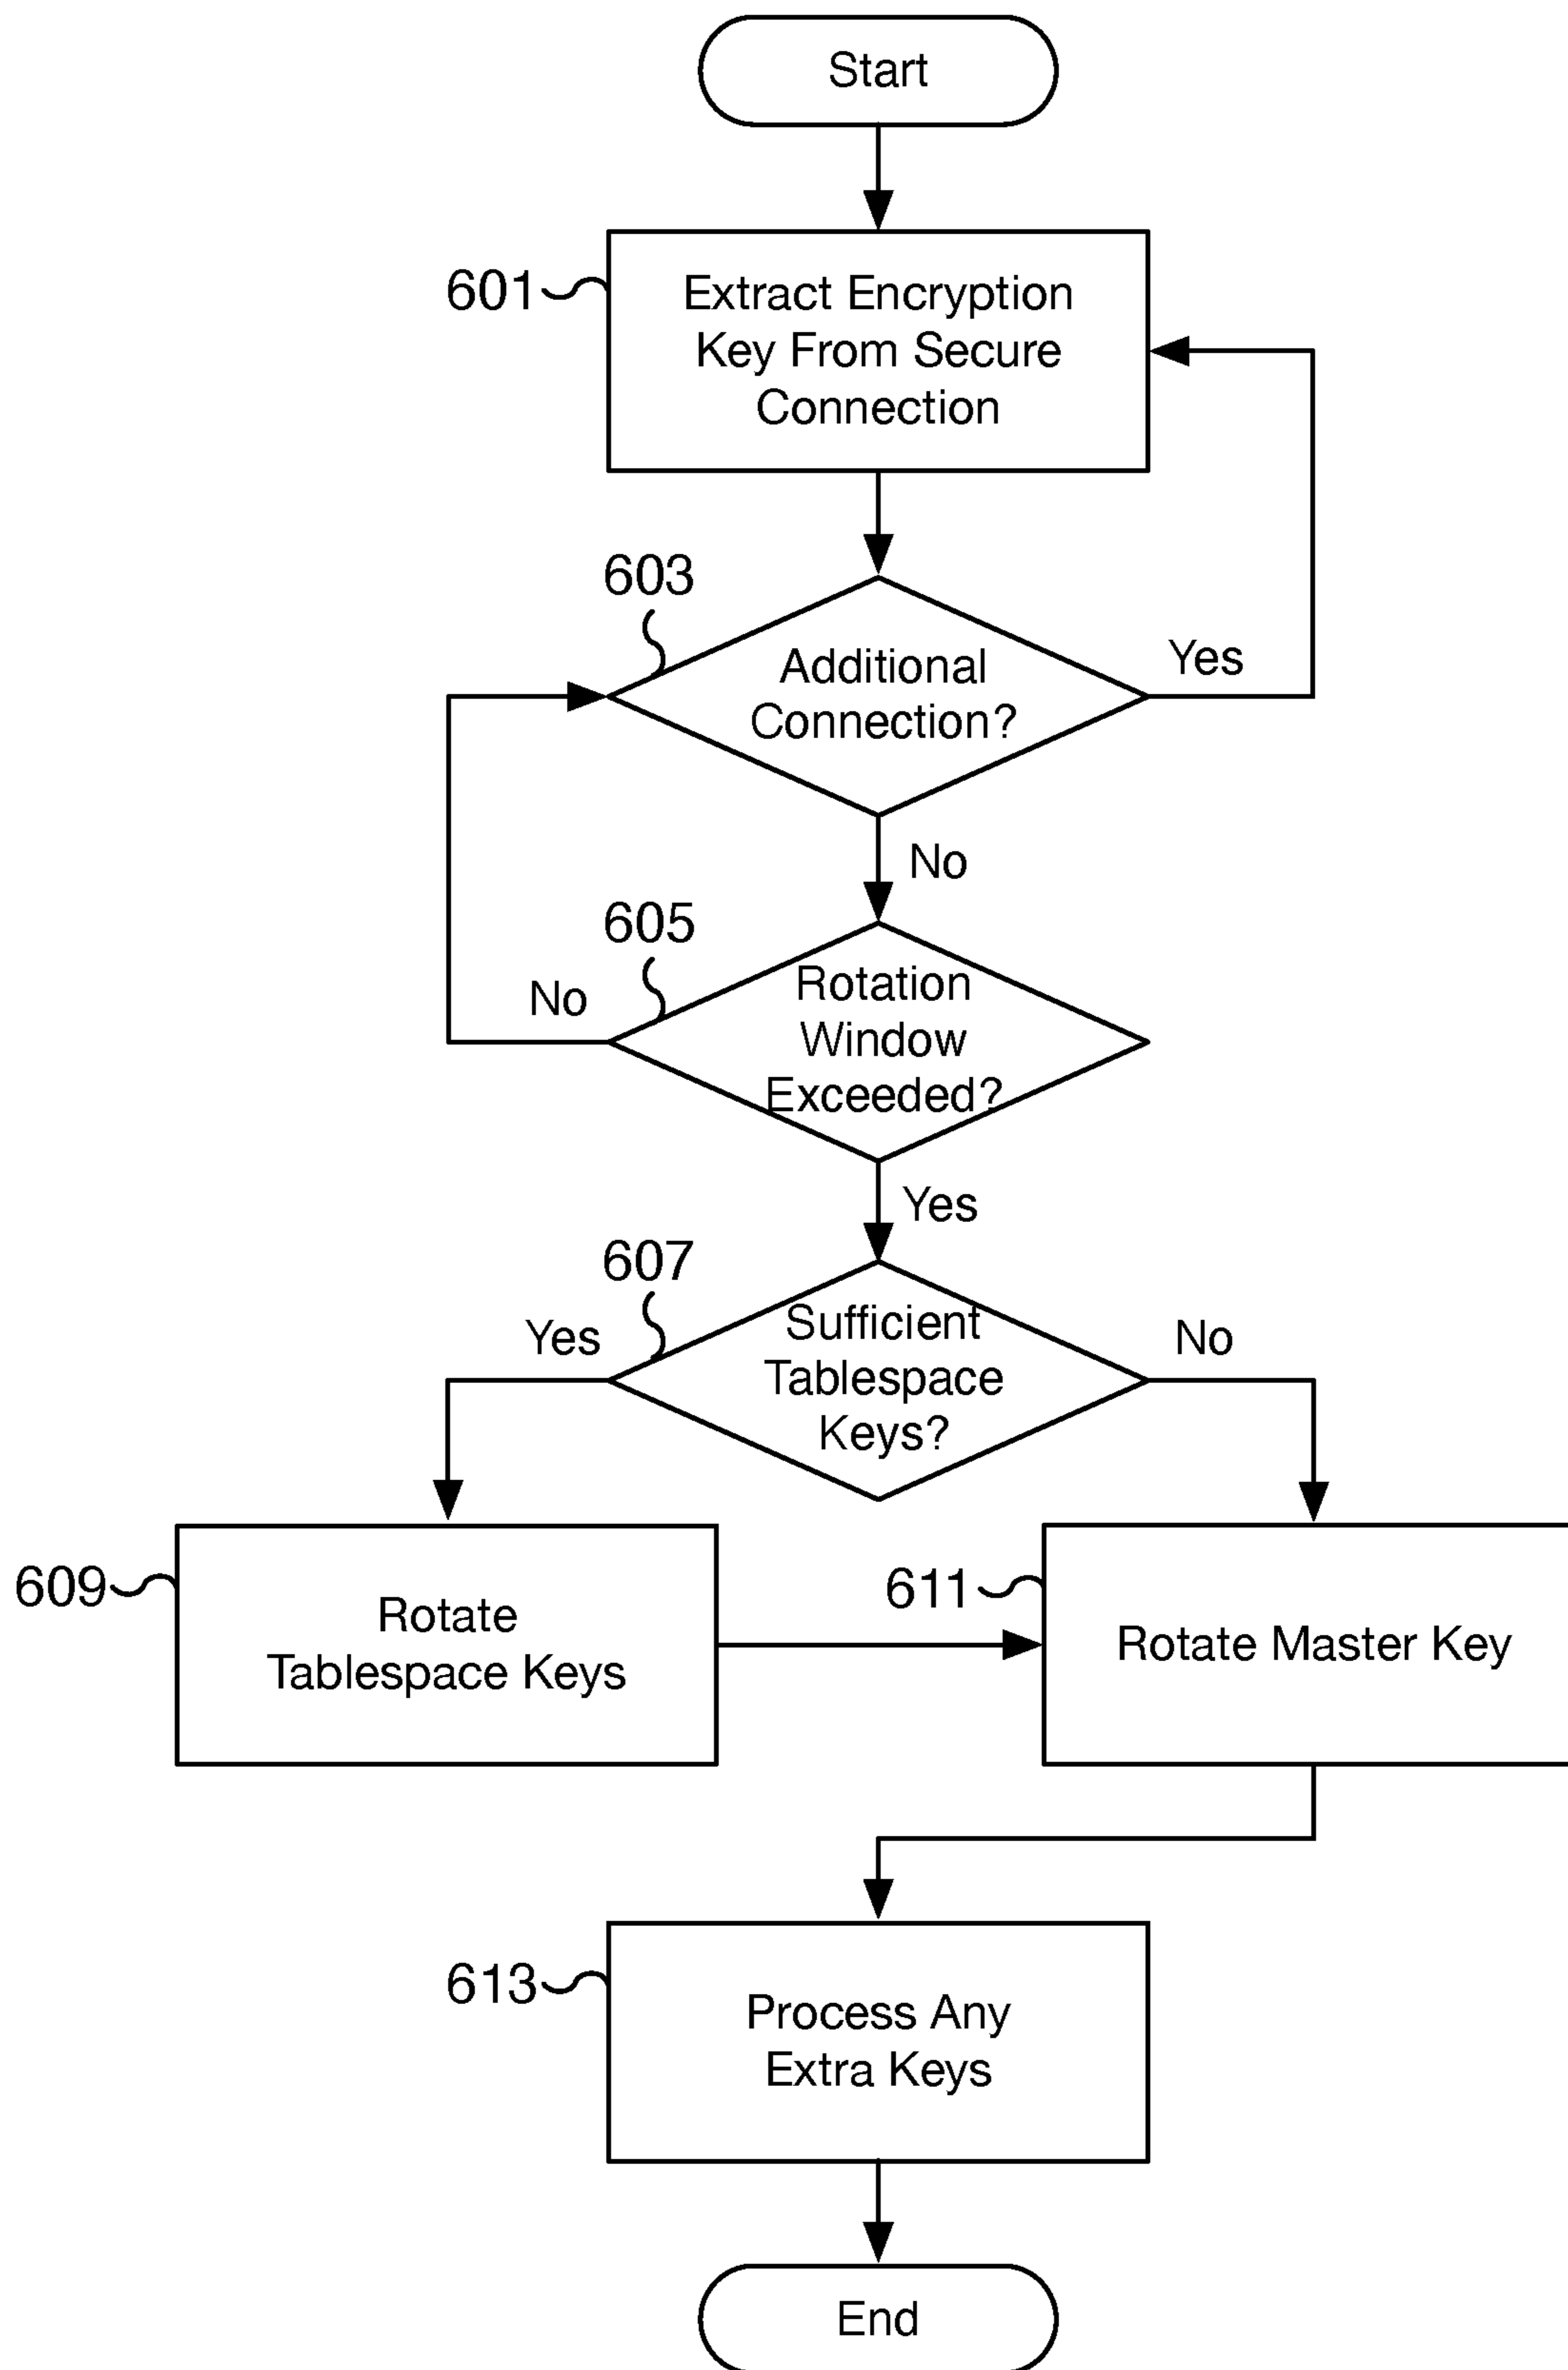 Start
601
Extract Encryption
Key From Secure
Connection
603
Additional
Connection?
Yes
No
605
Rotation
Window
Exceeded?
No
Yes
607
Sufficient
Tablespace
Keys?
Yes
No
609
Rotate
Tablespace Keys
611
Rotate Master Key
613
Process Any
Extra Keys
End